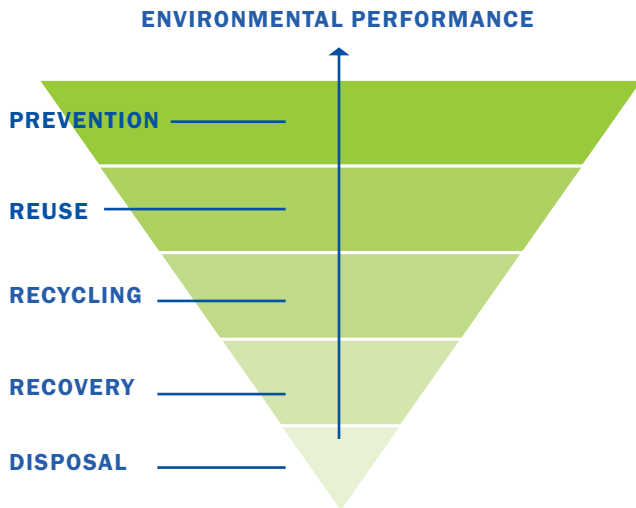 ENVIRONMENTAL PERFORMANCE
PREVENTION
REUSE
RECYCLING
RECOVERY
DISPOSAL